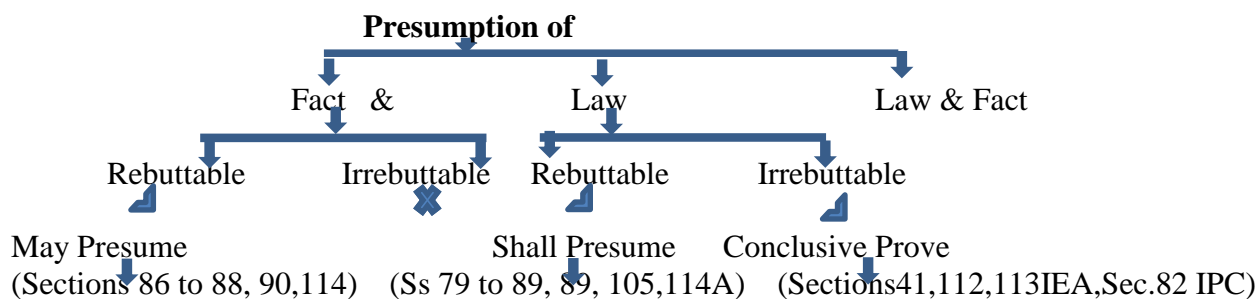 Presumption of
Fact & Law Law & Fact
Rebuttable Irrebuttable Rebuttable Irrebuttable
May Presume Shall Presume Conclusive Prove
(Sections 86 to 88, 90,114) (Ss 79 to 89, 89, 105,114A) (Sections41,112,113IEA,Sec.82 IPC)